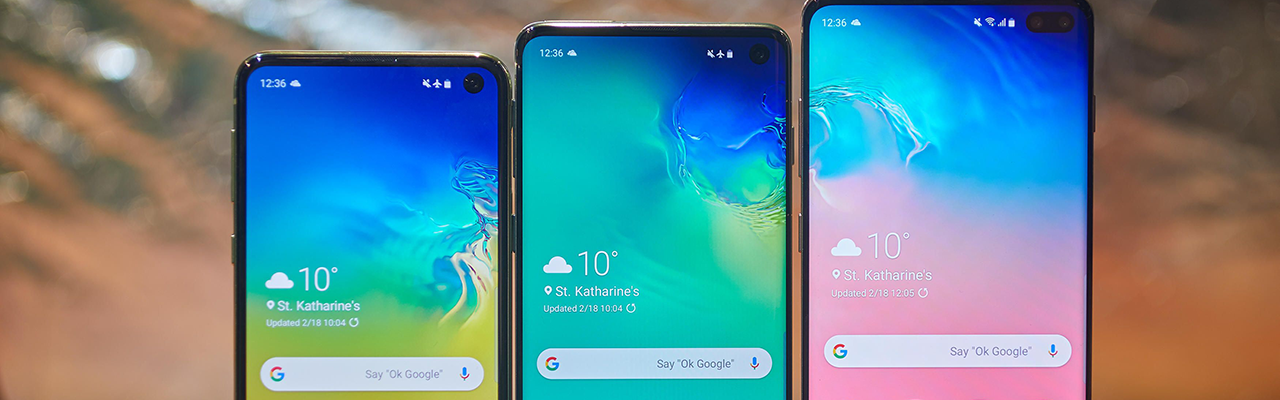 12:36
10°
St. Katharine's
Updated 2/18 10:04
G Say "Ok Google"
12:36
10°
St. Katharine's
Updated 2/18 10:04
G Say "Ok Google"
12:36
10°
St. Katharine's
Updated 2/18 12:05
G Say "Ok Google"